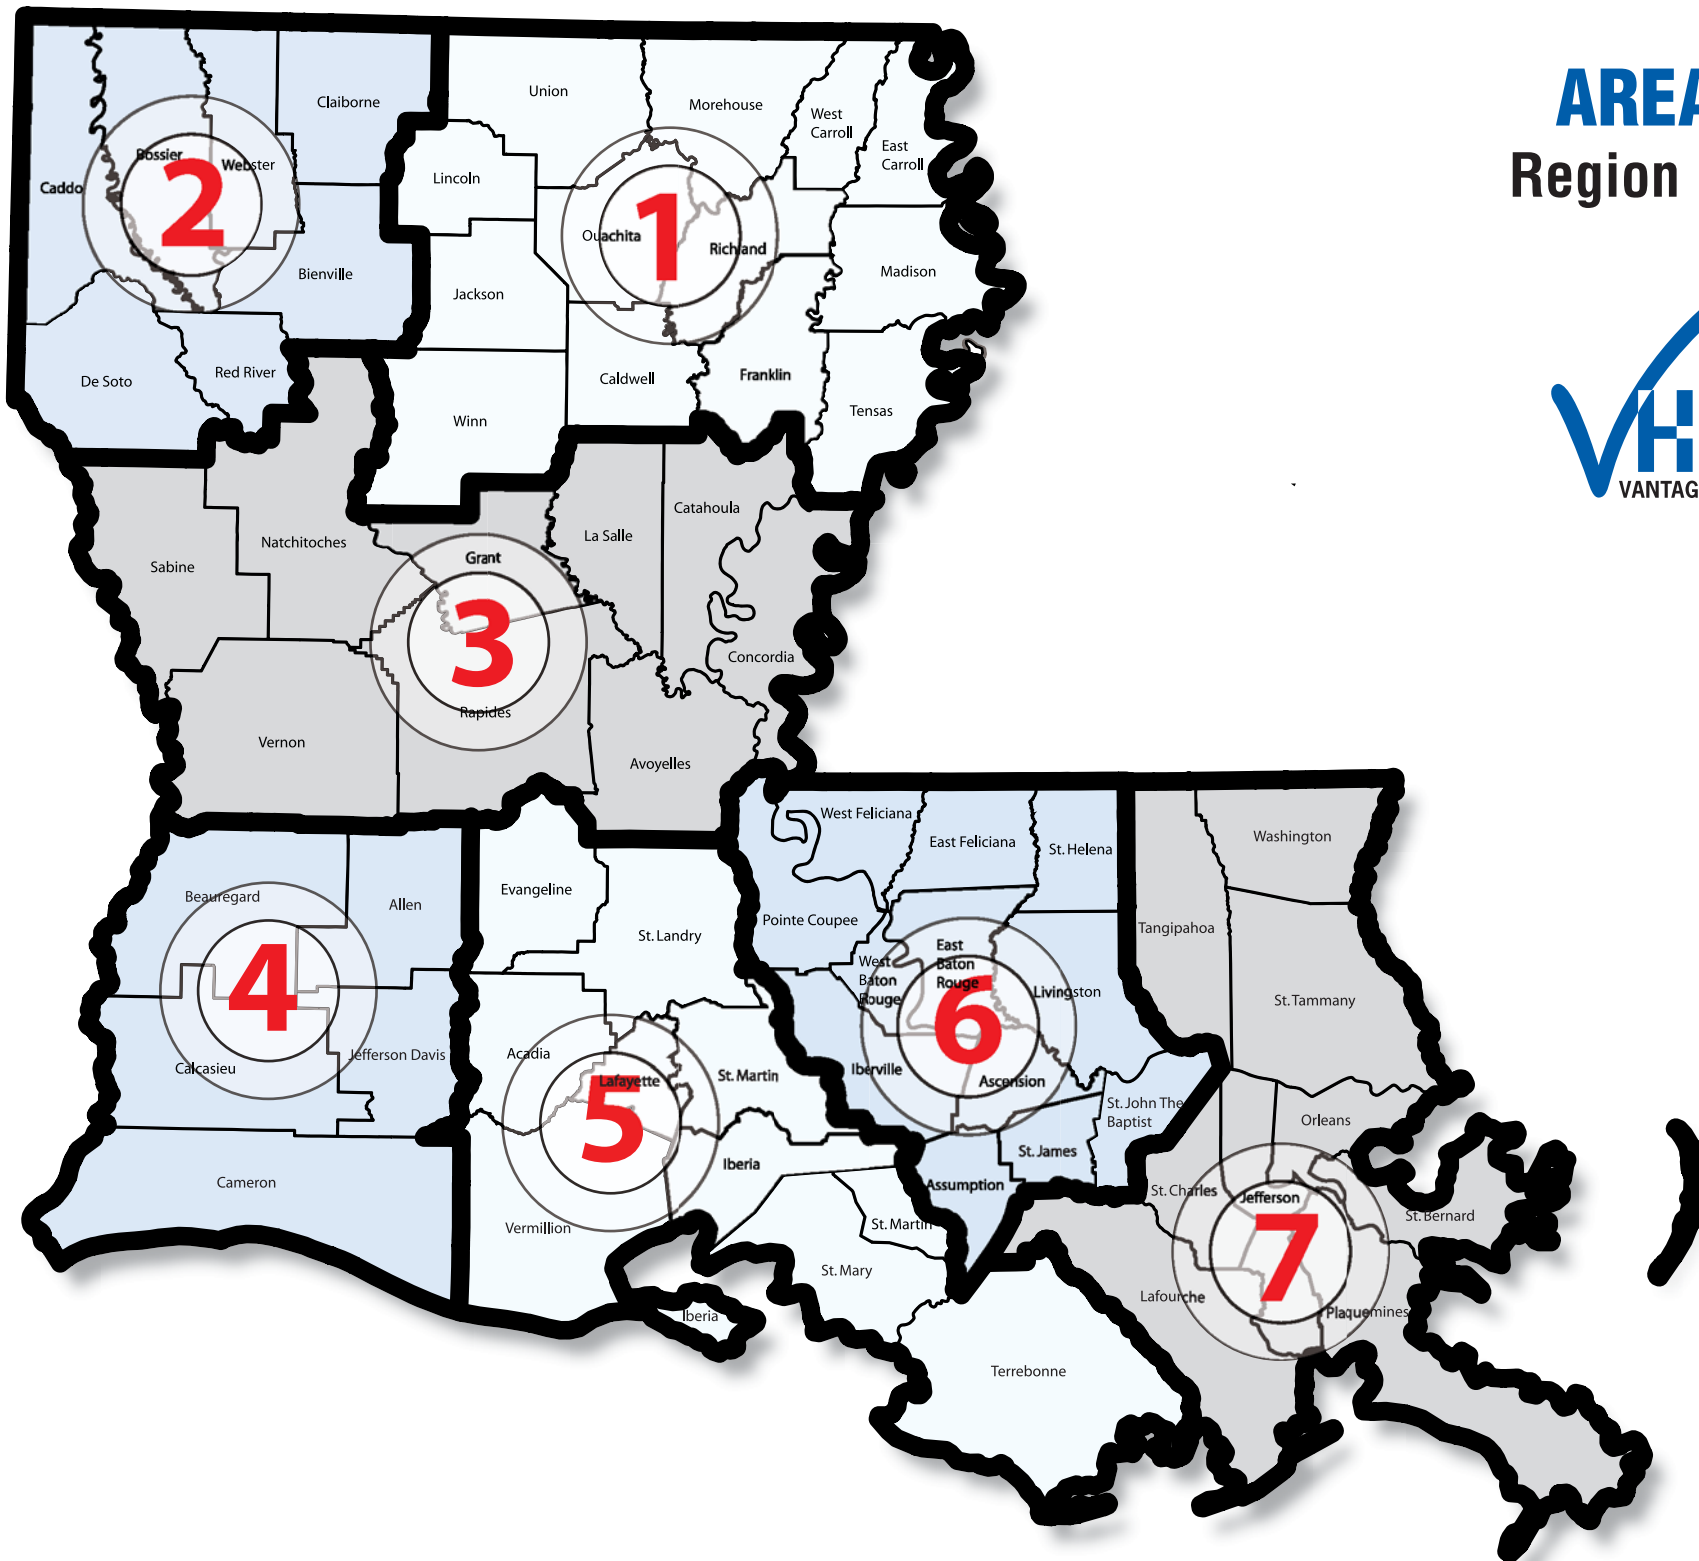 AREA
Region
VH
VANTAG
Union
Morehouse
West
Carroll
East
Carroll
Claiborne
Bossier
Webster
Caddo
2
Lincoln
Ouachita
1
Richland
Madison
Bienville
Jackson
De Soto
Red River
Caldwell
Franklin
Tensas
Winn
Catahoula
La Salle
Natchitoches
Grant
Sabine
3
Concordia
Rapides
Vernon
Avoyelles
West Feliciana
East Feliciana
St. Helena
Washington
Beauregard
Allen
Evangeline
St. Landry
Pointe Coupee
Tangipahoa
East
Baton
Rouge
West
Baton
Rouge
Livingston
St. Tammany
4
6
Acadia
Jefferson Davis
Calcasieu
Lafayette
St. Martin
Iberville
Ascension
5
St. John The
Baptist
Orleans
St. James
Iberia
Cameron
Assumption
St. Charles
Jefferson
St. Bernard
Vermillion
St. Martin
7
St. Mary
Lafourche
Plaquemines
Iberia
Terrebonne